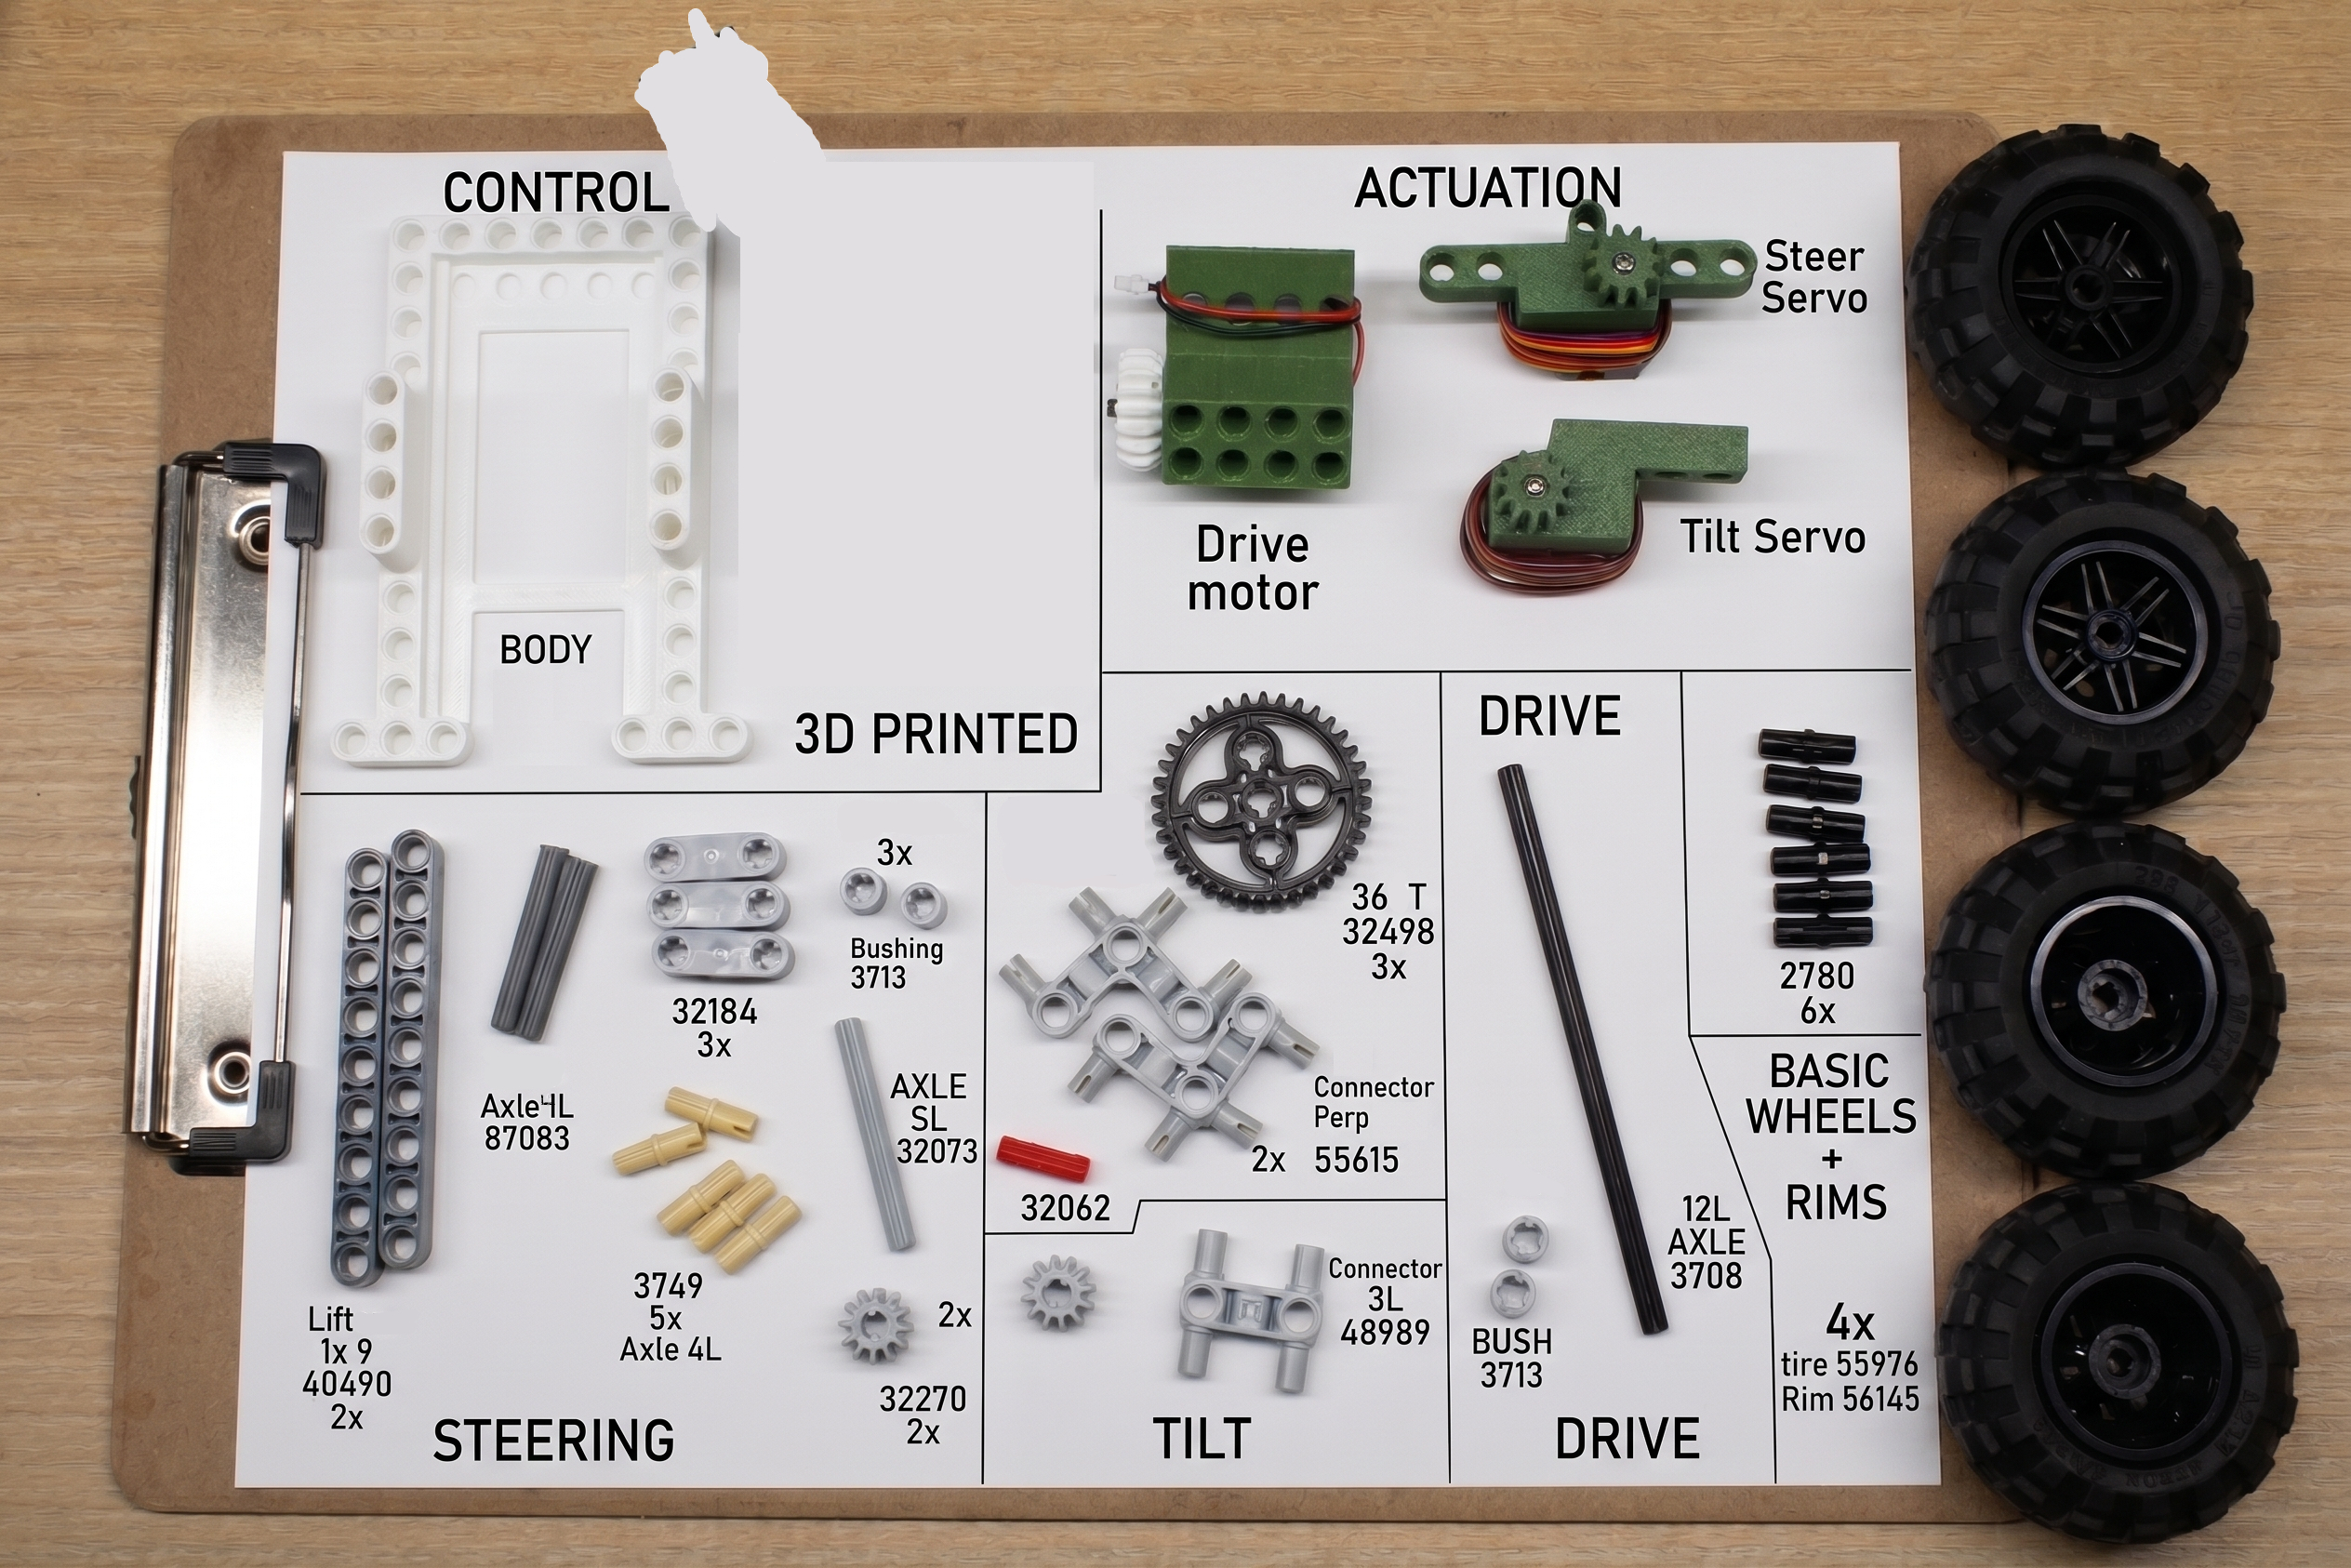 CONTROL
BODY
3D PRINTED
ACTUATION
Steer
Servo
Drive
motor
Tilt Servo
3x
Bushing
3713
32184
3x
Axle4L
87083
AXLE
SL
32073
3749
5x
Axle 4L
Lift
1x 9
40490
2x
2x
32270
2x
STEERING
36 T
32498
3x
Connector
Perp
2x 55615
32062
Connector
3L
48989
TILT
DRIVE
12L
AXLE
3708
BUSH
3713
DRIVE
2780
6x
BASIC
WHEELS
+
RIMS
4x
tire 55976
Rim 56145